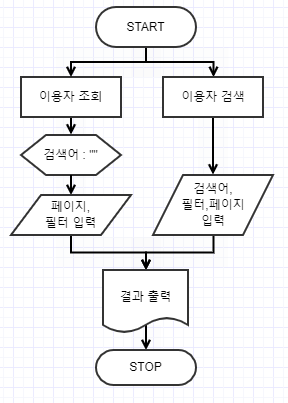 START
이용자 조회
이용자 검색
검색어 : ""
페이지,
필터 입력
검색어,
필터,페이지
입력
결과 출력
STOP